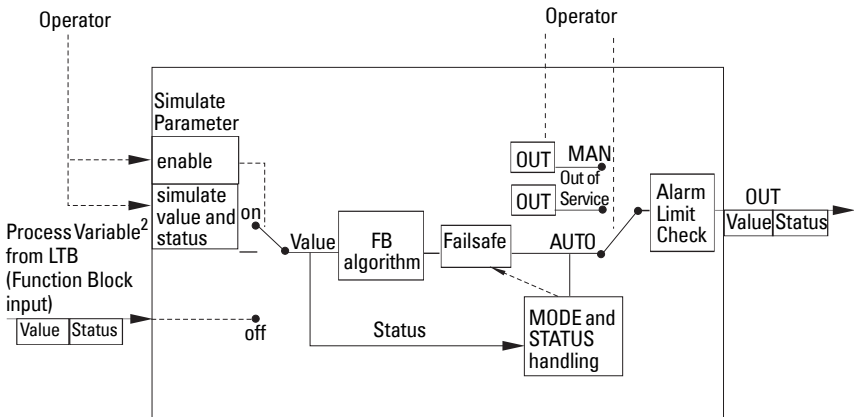 Operator
Operator
Simulate
Parameter
enable
simulate
value and
status
on
off
Process Variable2
from LTB
(Function Block
input)
Value Status
Value
FB
algorithm
Failsafe
Status
OUT MAN
Out of
Service
OUT
AUTO
MODE and
STATUS
handling
Alarm
Limit
Check
OUT
Value Status